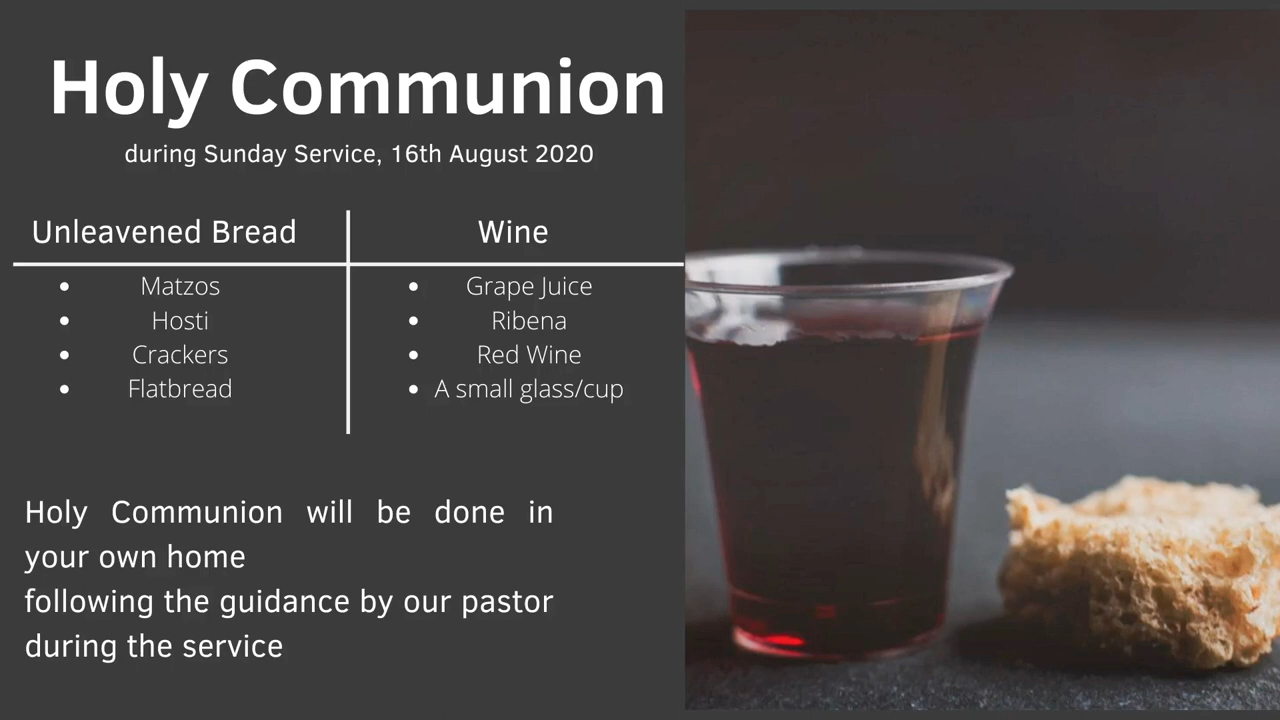 Holy Communion
during Sunday Service, 16th August 2020
Unleavened Bread
Matzos
Hosti
Crackers
Flatbread
Wine
Grape Juice
Ribena
Red Wine
A small glass/cup
Holy Communion will be done in
your own home
following the guidance by our pastor
during the service